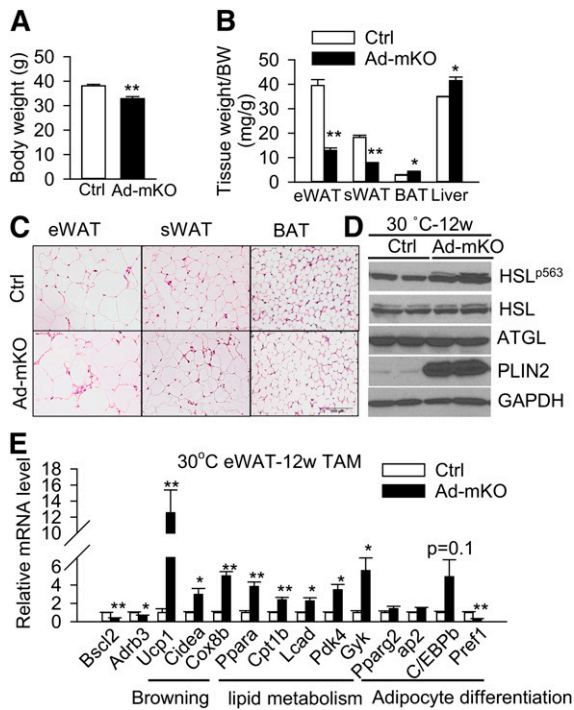 A
Body weight (g)
50
40
30
20
10
0
**
Ctrl Ad-mKO
B
Tissue weight/BW
(mg/g)
50
40
30
20
10
0
Ctrl
Ad-mKO
**
**
*
*
eWAT sWAT BAT Liver
C
eWAT sWAT BAT
Ctrl
Ad-mKO
D
30 ˚C-12w
Ctrl Ad-mKO
HSLp563
HSL
ATGL
PLIN2
GAPDH
E
30oC eWAT-12w TAM
Ctrl
Ad-mKO
Relative mRNA level
18
16
14
12
10
6
4
2
0
** * ** * ** ** ** * * * p=0.1 **
Bscl2 Adrb3 Ucp1 Cidea Cox8b Ppara Cpt1b Lcad Pdk4 Gyk Pparg2 ap2 C/EBPb Pref1
Browning lipid metabolism Adipocyte differentiation